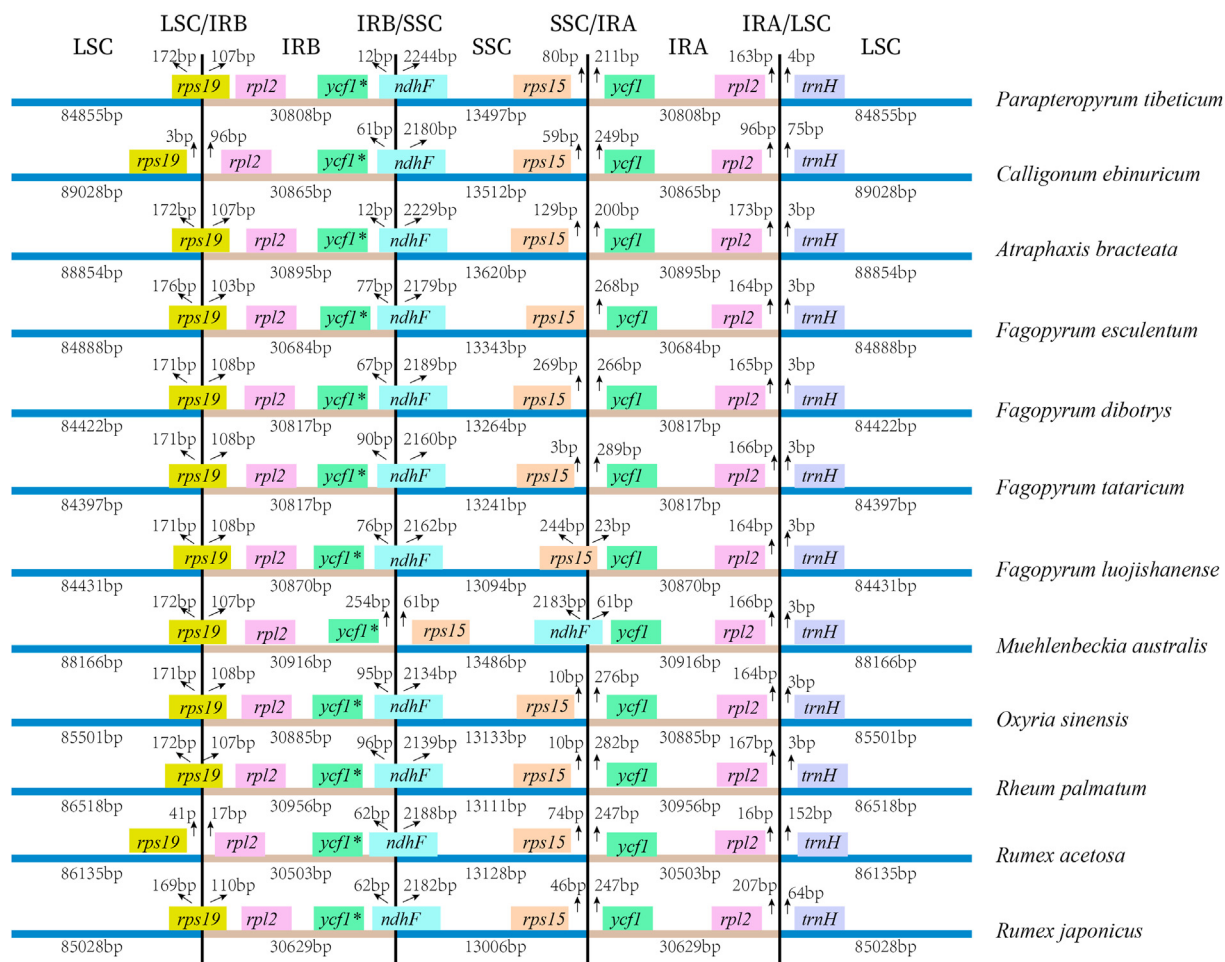 LSC/IRB IRB/SSC SSC/IRA IRA/LSC
LSC IRB SSC IRA LSC
172bp 107bp 12bp 2244bp 80bp 211bp 163bp 4bp
rps19 rpl2 ycf1* ndhF rps15 ycf1 rpl2 trnH
Parapteropyrum tibeticum
84855bp 30808bp 13497bp 30808bp 84855bp
3bp 96bp 61bp 2180bp 59bp 249bp 96bp 75bp
rps19 rpl2 ycf1* ndhF rps15 ycf1 rpl2 trnH
Calligonum ebinuricum
89028bp 30865bp 13512bp 30865bp 89028bp
172bp 107bp 12bp 2229bp 129bp 200bp 173bp 3bp
rps19 rpl2 ycf1* ndhF rps15 ycf1 rpl2 trnH
Atraphaxis bracteata
88854bp 30895bp 13620bp 30895bp 88854bp
176bp 103bp 77bp 2179bp 268bp 164bp 3bp
rps19 rpl2 ycf1* ndhF rps15 ycf1 rpl2 trnH
Fagopyrum esculentum
84888bp 30684bp 13343bp 30684bp 84888bp
171bp 108bp 67bp 2189bp 269bp 266bp 165bp 3bp
rps19 rpl2 ycf1* ndhF rps15 ycf1 rpl2 trnH
Fagopyrum dibotrys
84422bp 30817bp 13264bp 30817bp 84422bp
171bp 108bp 90bp 2160bp 3bp 289bp 166bp 3bp
rps19 rpl2 ycf1* ndhF rps15 ycf1 rpl2 trnH
Fagopyrum tataricum
84397bp 30817bp 13241bp 30817bp 84397bp
171bp 108bp 76bp 2162bp 244bp 23bp 164bp 3bp
rps19 rpl2 ycf1* ndhF rps15 ycf1 rpl2 trnH
Fagopyrum luojishanense
84431bp 30870bp 13094bp 30870bp 84431bp
172bp 107bp 254bp 61bp 2183bp 61bp 166bp 3bp
rps19 rpl2 ycf1* rps15 ndhF ycf1 rpl2 trnH
Muehlenbeckia australis
88166bp 30916bp 13486bp 30916bp 88166bp
171bp 108bp 95bp 2134bp 10bp 276bp 164bp 3bp
rps19 rpl2 ycf1* ndhF rps15 ycf1 rpl2 trnH
Oxyria sinensis
85501bp 30885bp 13133bp 30885bp 85501bp
172bp 107bp 96bp 2139bp 10bp 282bp 167bp 3bp
rps19 rpl2 ycf1* ndhF rps15 ycf1 rpl2 trnH
Rheum palmatum
86518bp 30956bp 13111bp 30956bp 86518bp
41p 17bp 62bp 2188bp 74bp 247bp 16bp 152bp
rps19 rpl2 ycf1* ndhF rps15 ycf1 rpl2 trnH
Rumex acetosa
86135bp 30503bp 13128bp 30503bp 86135bp
169bp 110bp 62bp 2182bp 46bp 247bp 207bp 64bp
rps19 rpl2 ycf1* ndhF rps15 ycf1 rpl2 trnH
Rumex japonicus
85028bp 30629bp 13006bp 30629bp 85028bp